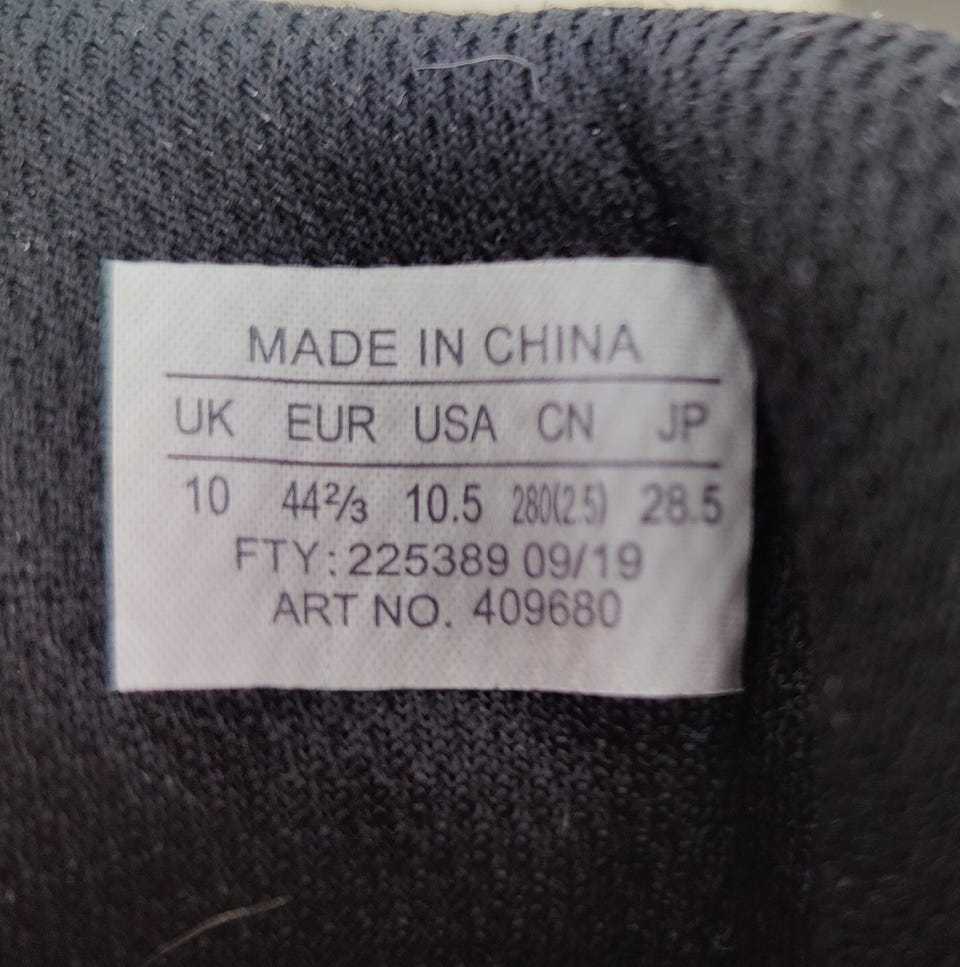 MADE IN CHINA
UK EUR USA CN JP
10 44⅔ 10.5 280(2.5) 28.5
FTY: 225389 09/19
ART NO. 409680